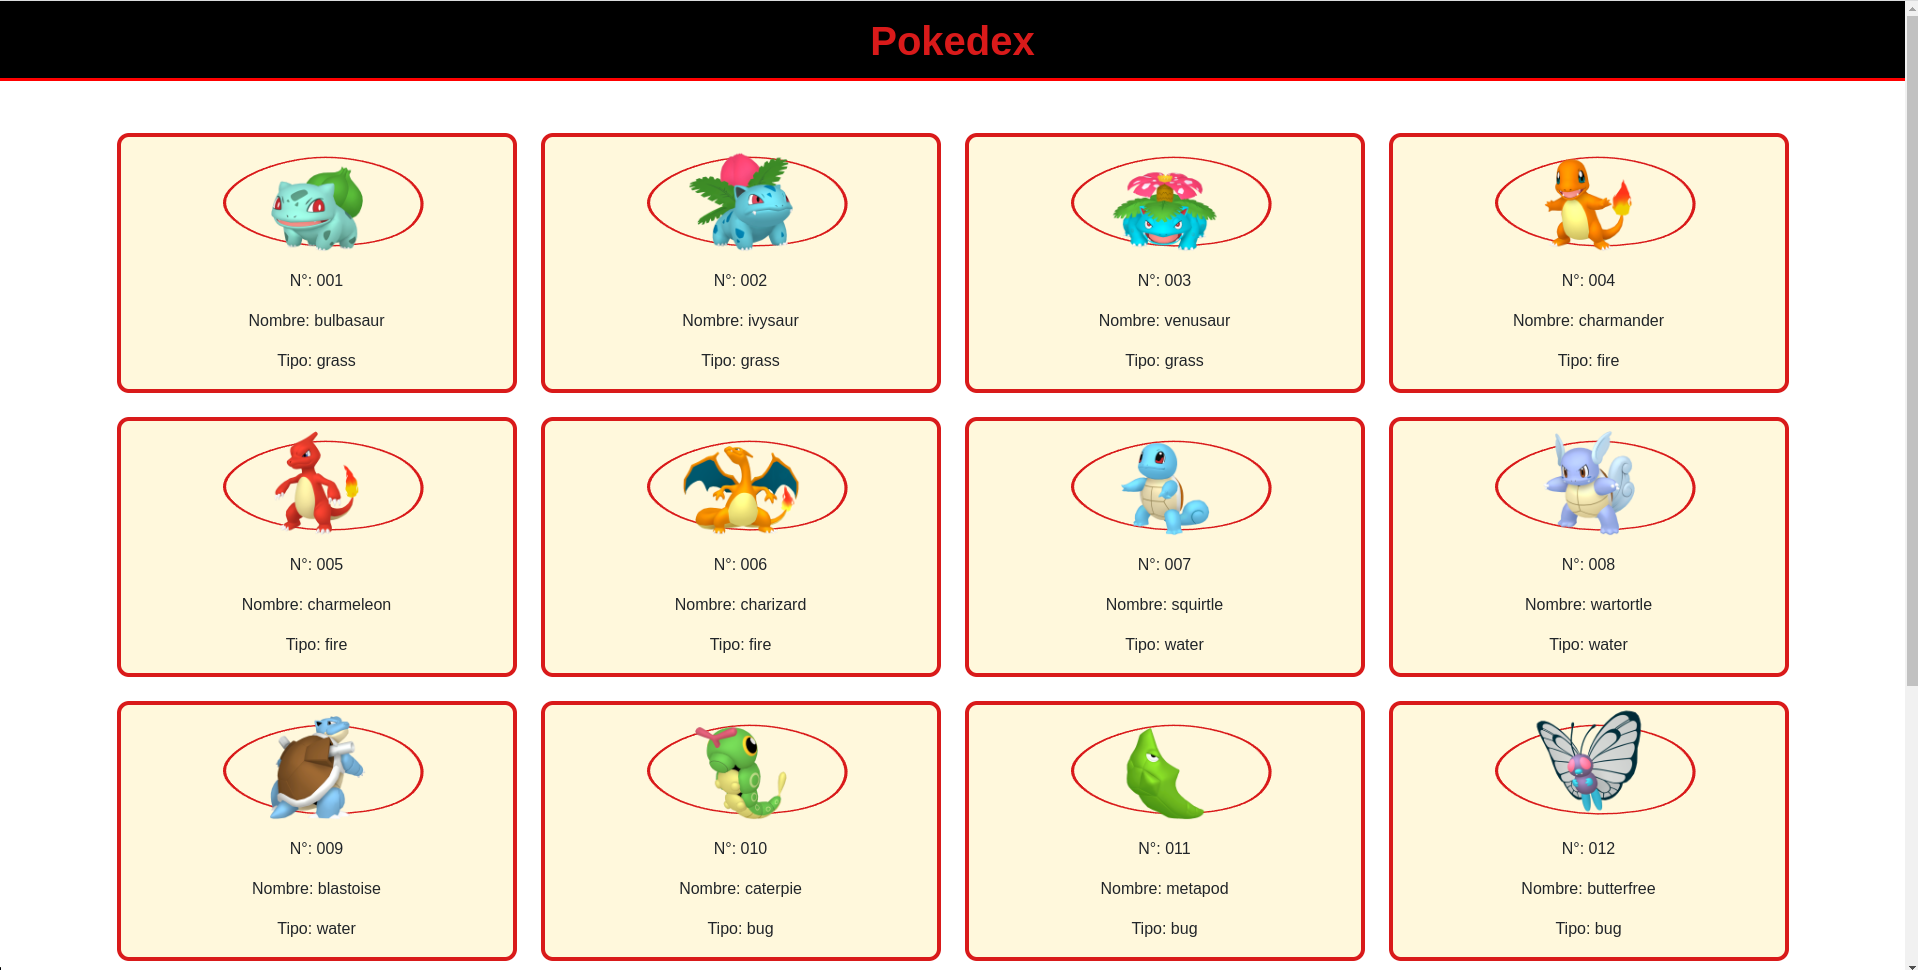 Pokedex
N°: 001
Nombre: bulbasaur
Tipo: grass
N°: 002
Nombre: ivysaur
Tipo: grass
N°: 003
Nombre: venusaur
Tipo: grass
N°: 004
Nombre: charmander
Tipo: fire
N°: 005
Nombre: charmeleon
Tipo: fire
N°: 006
Nombre: charizard
Tipo: fire
N°: 007
Nombre: squirtle
Tipo: water
N°: 008
Nombre: wartortle
Tipo: water
N°: 009
Nombre: blastoise
Tipo: water
N°: 010
Nombre: caterpie
Tipo: bug
N°: 011
Nombre: metapod
Tipo: bug
N°: 012
Nombre: butterfree
Tipo: bug